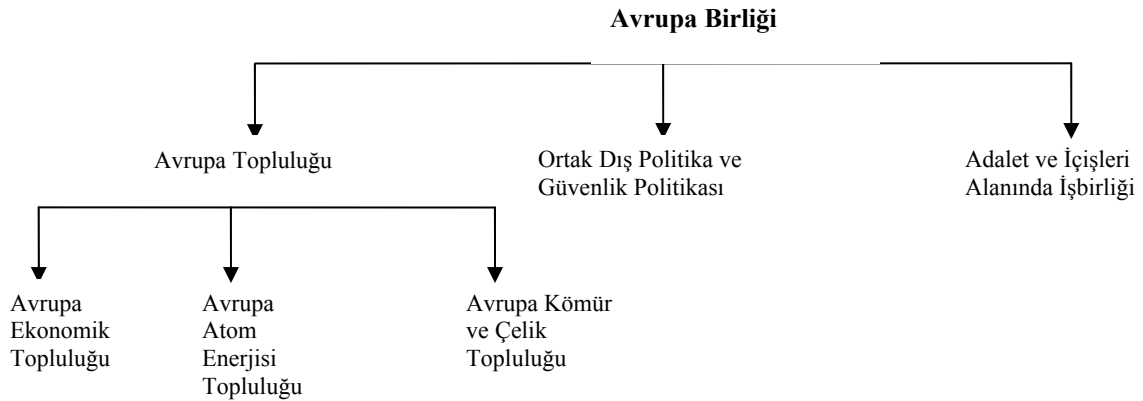 Avrupa Birliği
Avrupa Topluluğu
Ortak Dış Politika ve
Güvenlik Politikası
Adalet ve İçişleri
Alanında İşbirliği
Avrupa
Ekonomik
Topluluğu
Avrupa
Atom
Enerjisi
Topluluğu
Avrupa Kömür
ve Çelik
Topluluğu